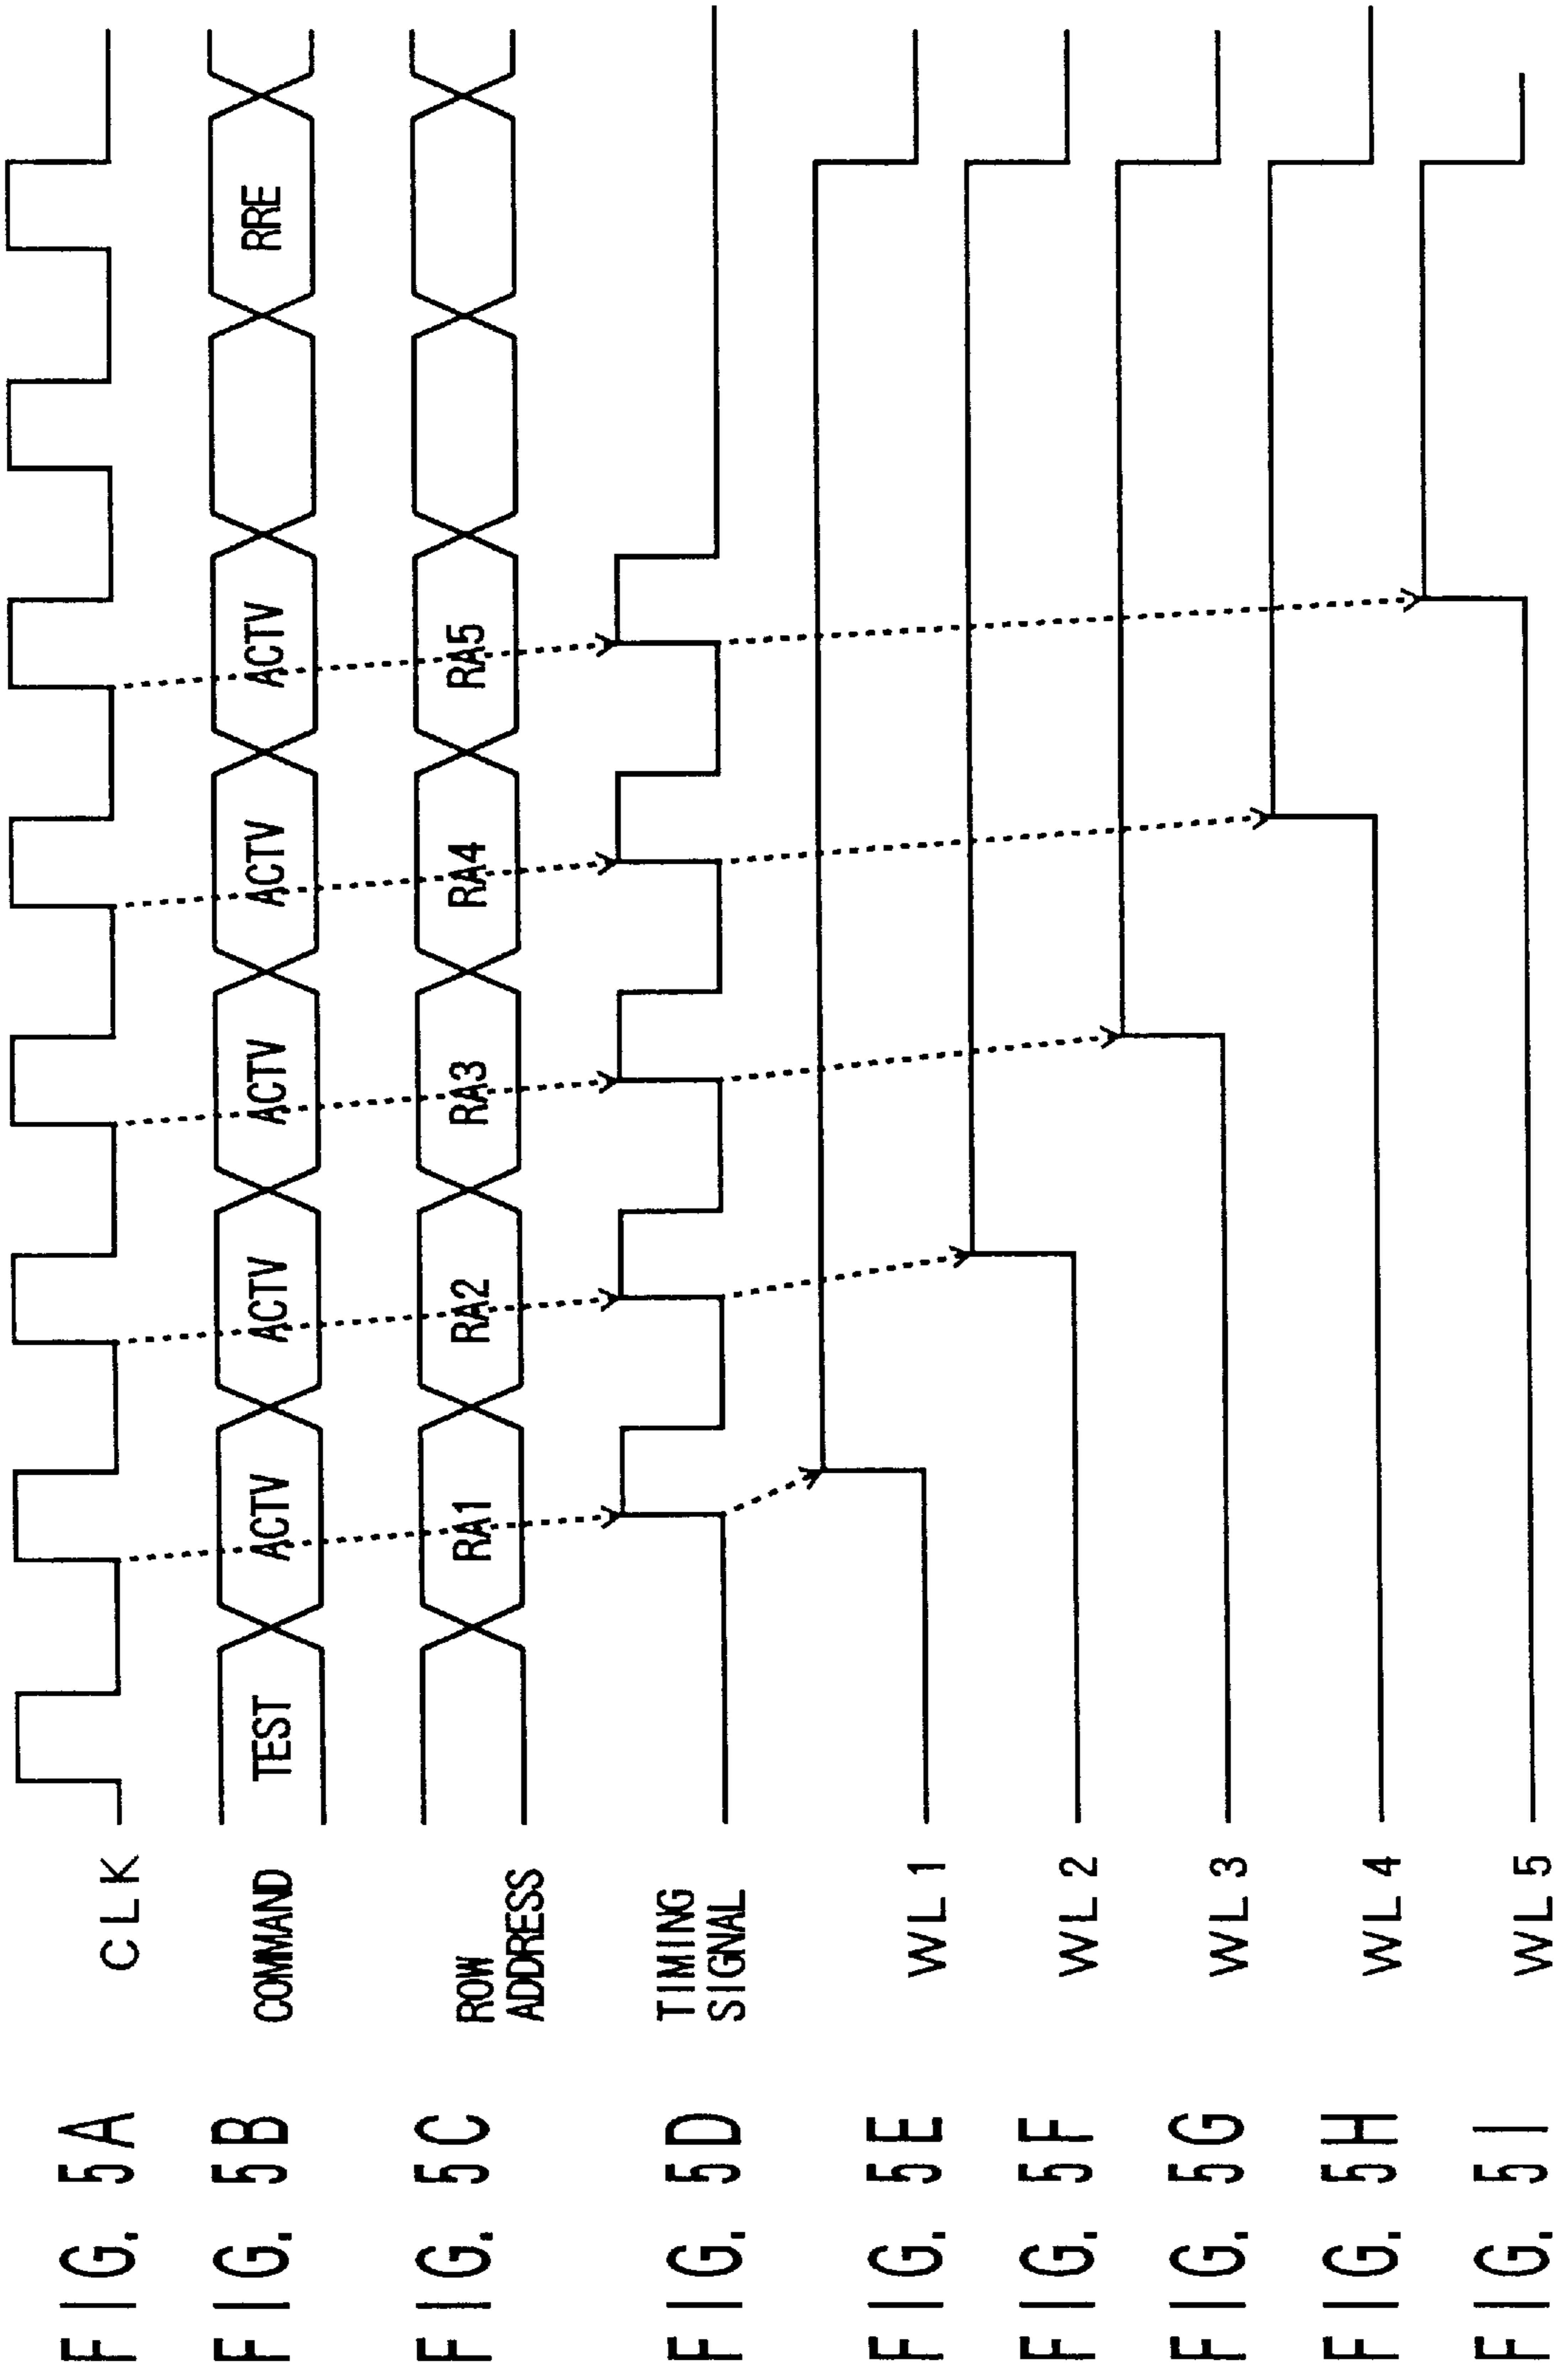 FIG. 5A CLK
FIG. 5B COMMAND TEST ACTV ACTV ACTV ACTV ACTV RRE
FIG. 5C ROW ADDRESS RA1 RA2 RA3 RA4 RA5
FIG. 5D TIMING SIGNAL
FIG. 5E WL1
FIG. 5F WL2
FIG. 5G WL3
FIG. 5H WL4
FIG. 5I WL5